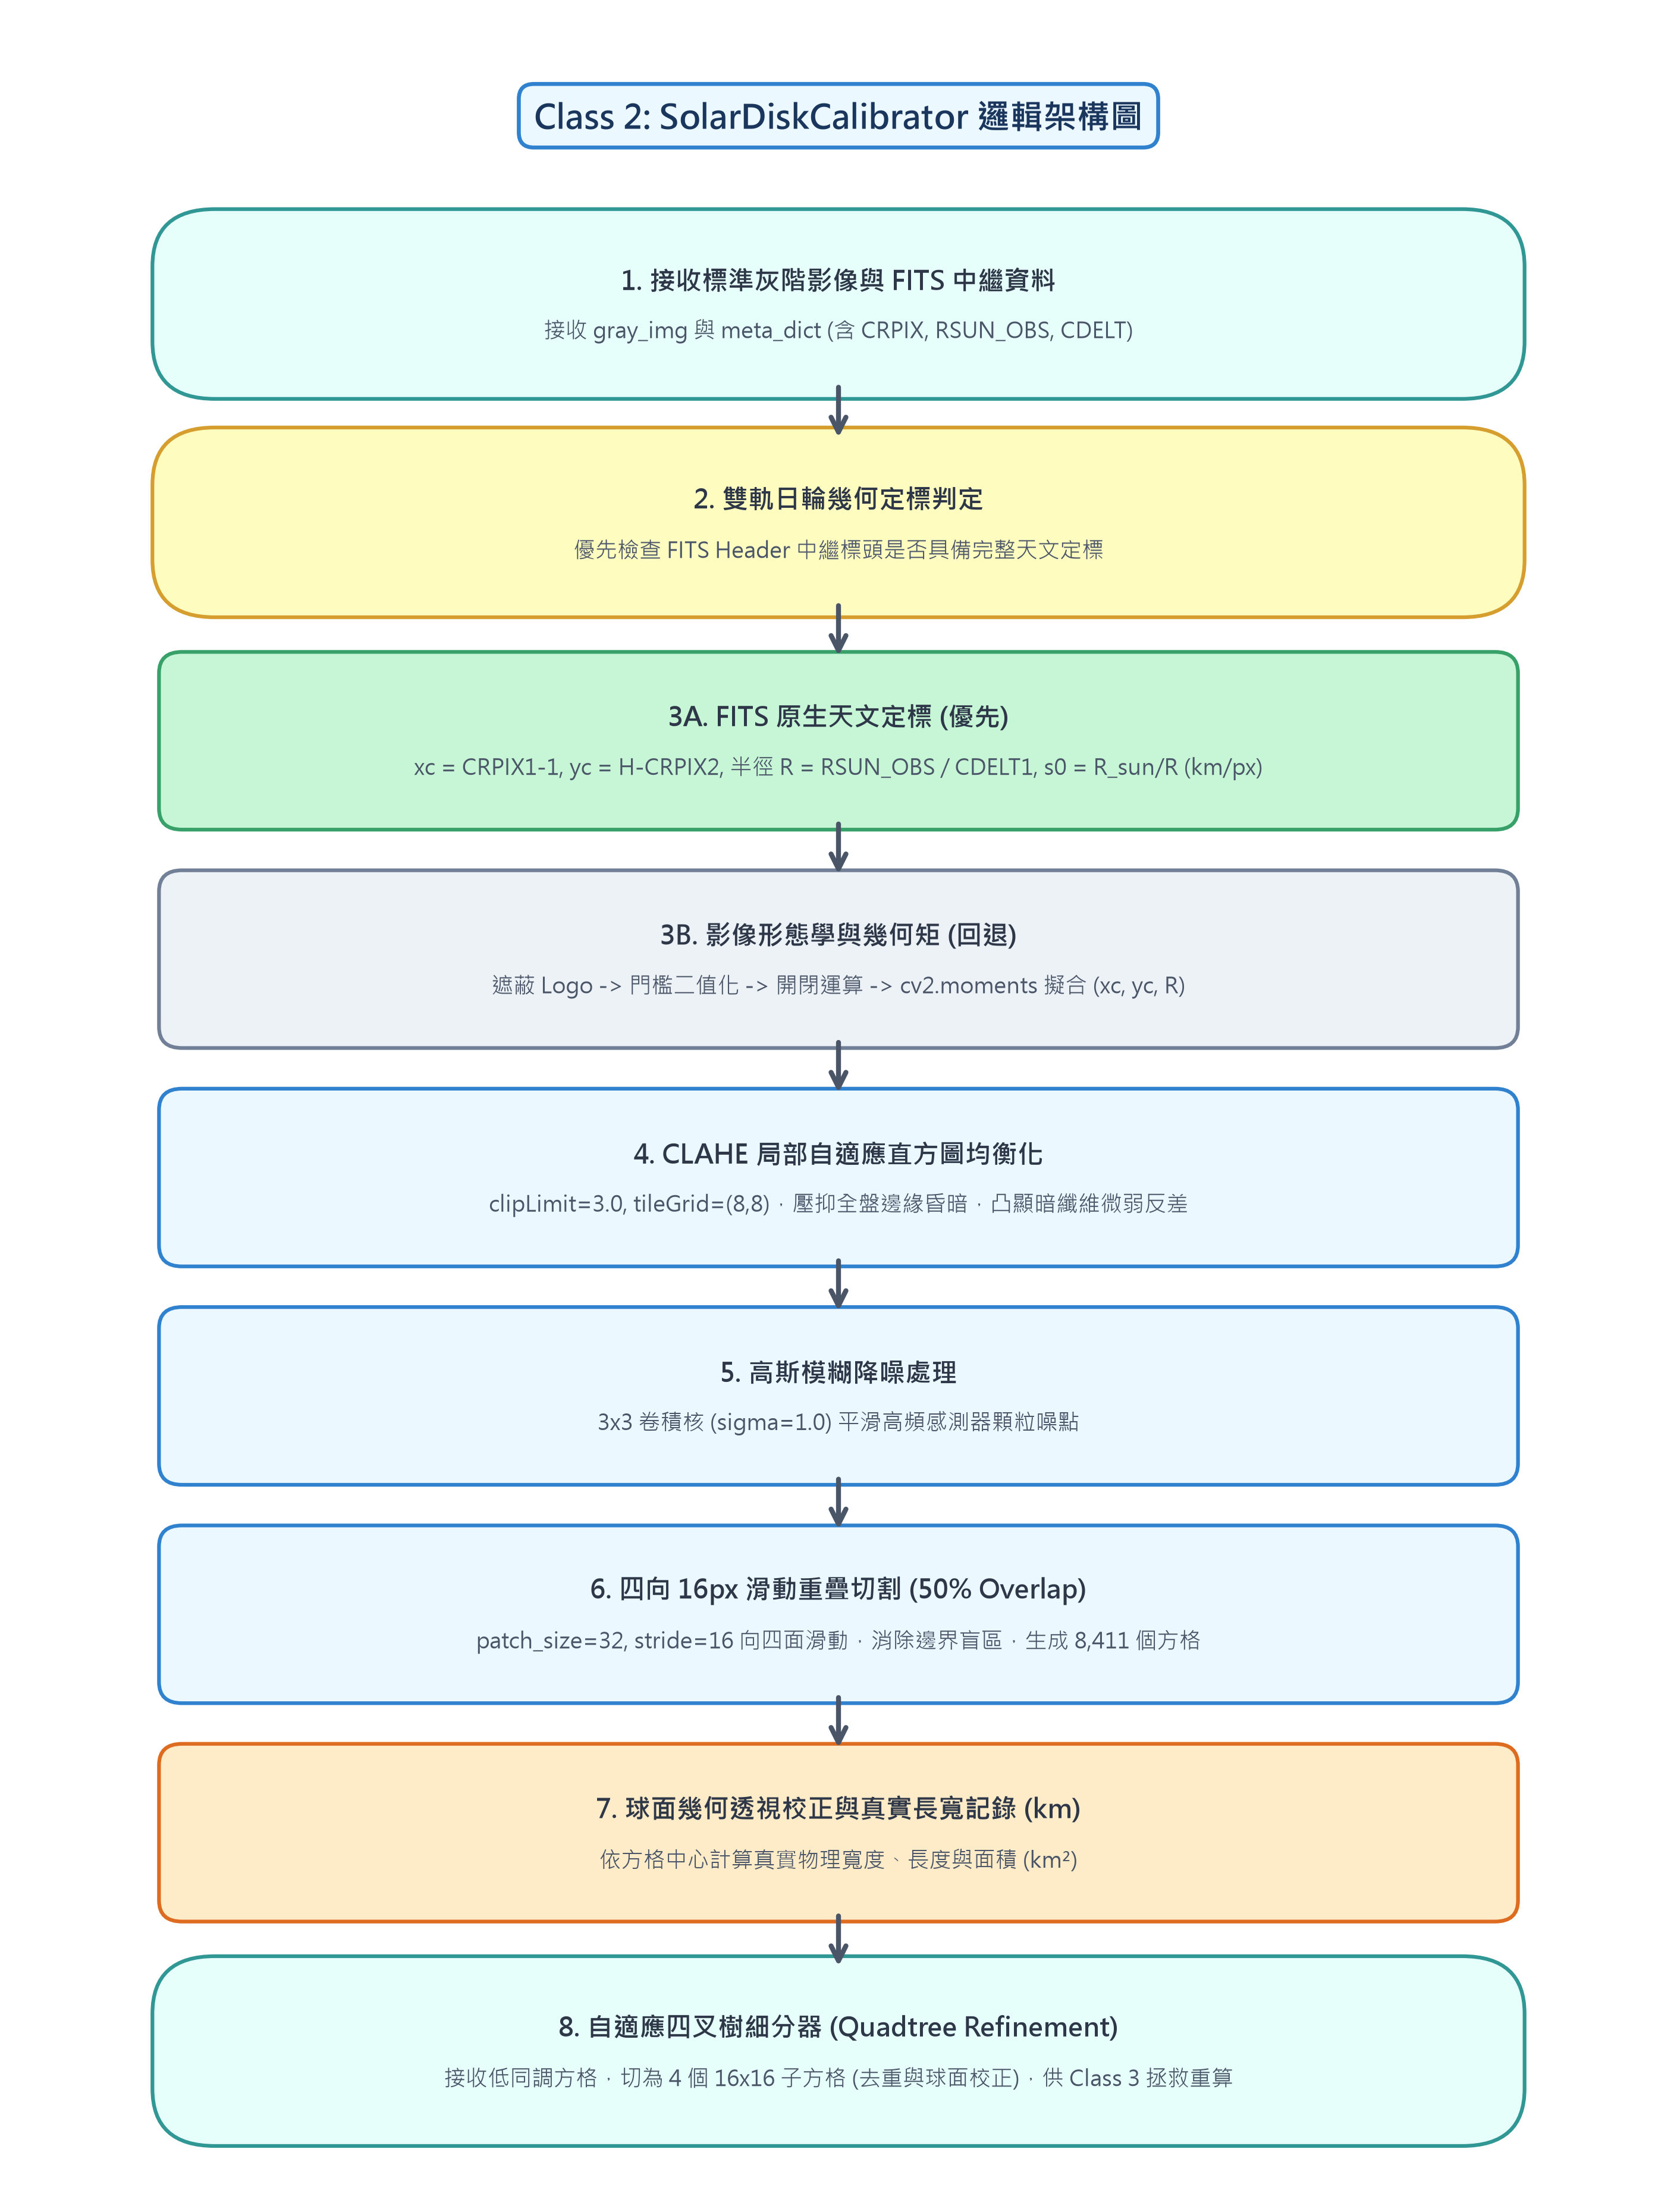 Class 2: SolarDiskCalibrator 邏輯架構圖
1. 接收標準灰階影像與 FITS 中繼資料
接收 gray_img 與 meta_dict (含 CRPIX, RSUN_OBS, CDELT)
2. 雙軌日輪幾何定標判定
優先檢查 FITS Header 中繼標頭是否具備完整天文定標
3A. FITS 原生天文定標 (優先)
xc = CRPIX1-1, yc = H-CRPIX2, 半徑 R = RSUN_OBS / CDELT1, s0 = R_sun/R (km/px)
3B. 影像形態學與幾何矩 (回退)
遮蔽 Logo -> 門檻二值化 -> 開閉運算 -> cv2.moments 擬合 (xc, yc, R)
4. CLAHE 局部自適應直方圖均衡化
clipLimit=3.0, tileGrid=(8,8) · 壓抑全盤邊緣昏暗 · 凸顯暗纖維微弱反差
5. 高斯模糊降噪處理
3x3 卷積核 (sigma=1.0) 平滑高頻感測器顆粒噪點
6. 四向 16px 滑動重疊切割 (50% Overlap)
patch_size=32, stride=16 向四面滑動 · 消除邊界盲區 · 生成 8,411 個方格
7. 球面幾何透視校正與真實長寬記錄 (km)
依方格中心計算真實物理寬度、長度與面積 (km²)
8. 自適應四叉樹細分器 (Quadtree Refinement)
接收低同調方格 · 切為 4 個 16x16 子方格 (去重與球面校正) · 供 Class 3 拯救重算